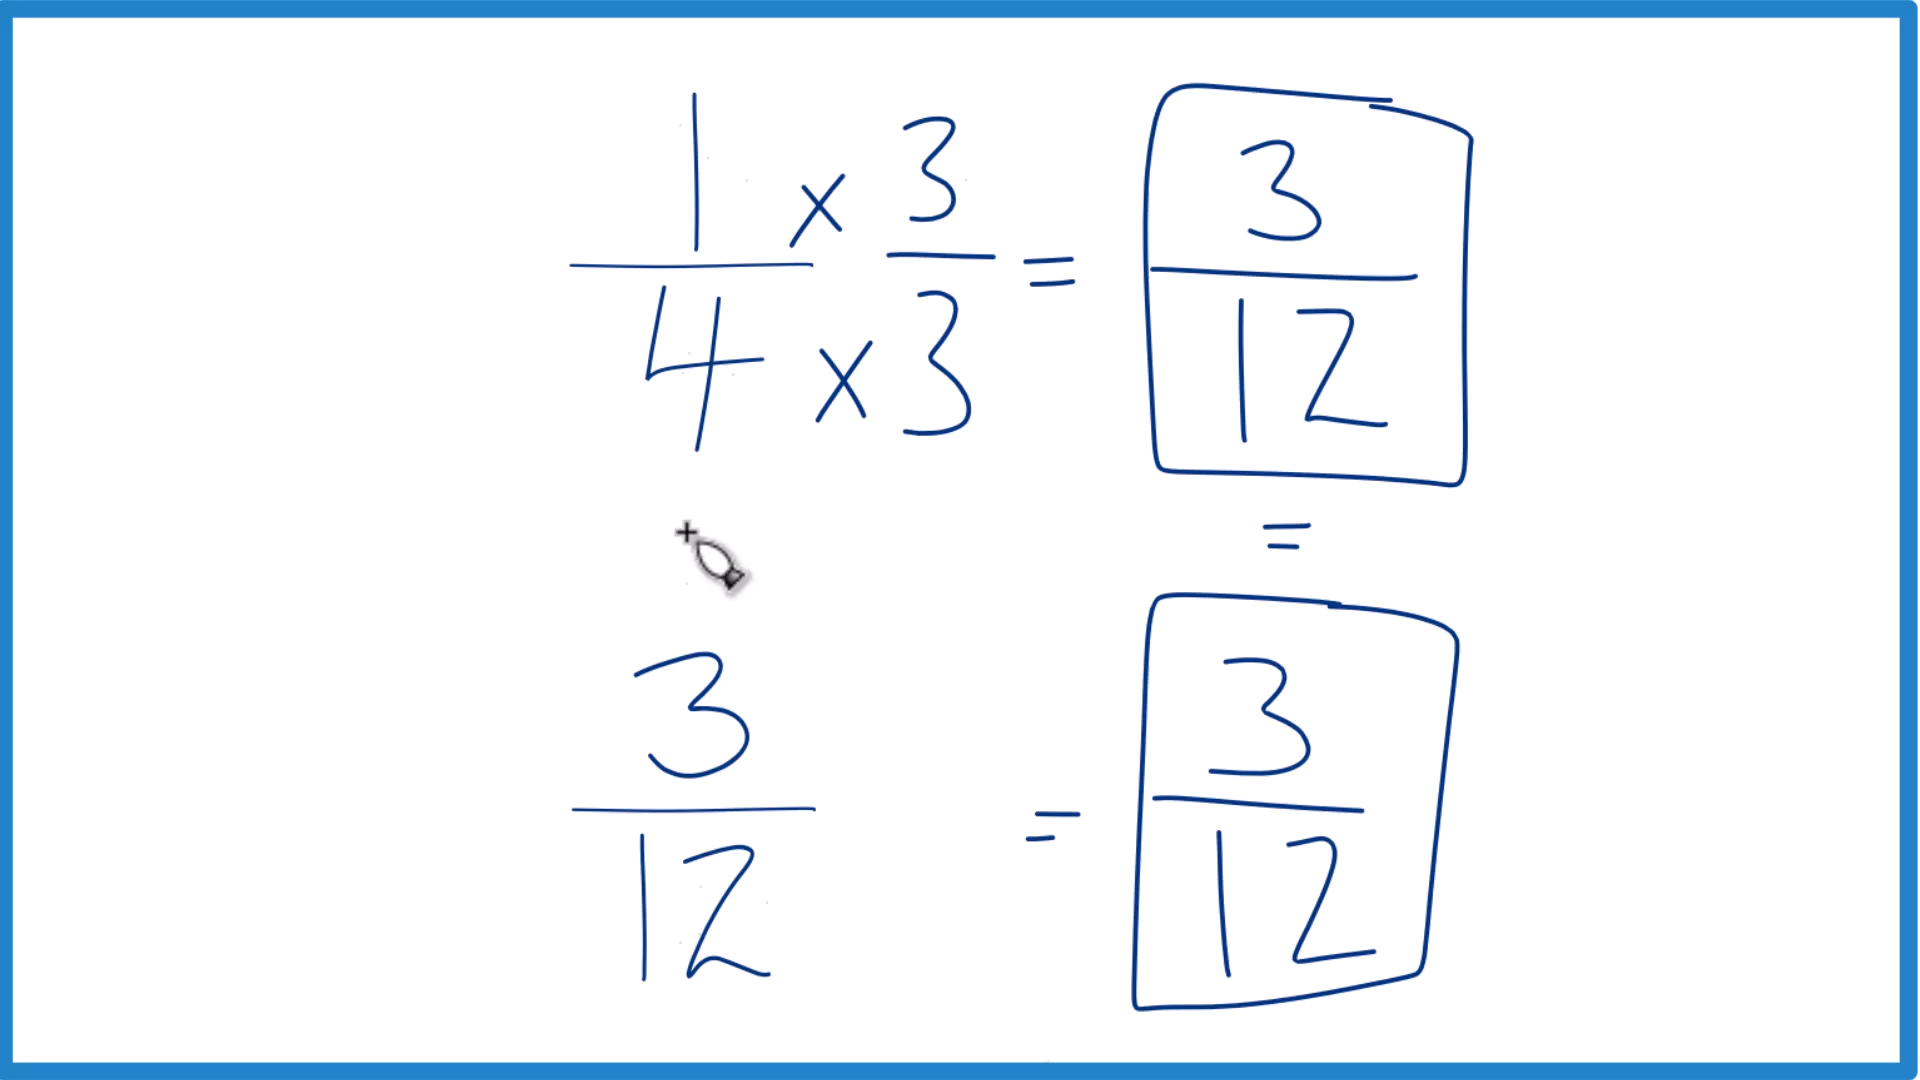 1/4 × 3/3 = 3/12
=
3/12 = 3/12